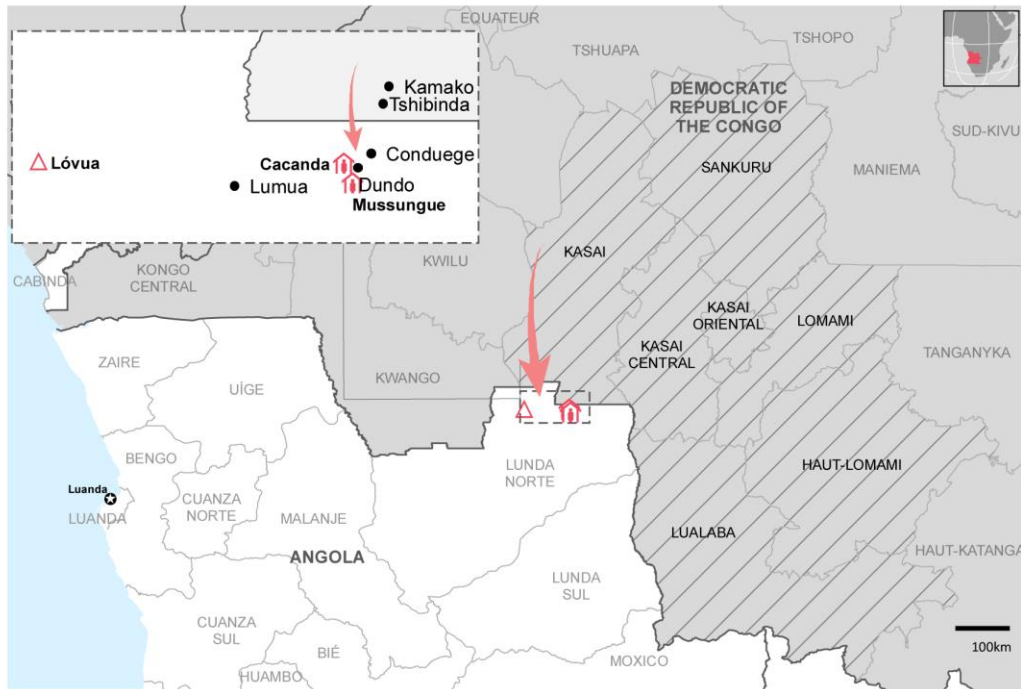 EQUATEUR
TSHUAPA
TSHOPO
DEMOCRATIC
REPUBLIC OF
THE CONGO
SUD-KIVU
SANKURU
MANIEMA
Kamako
Tshibinda
Conduege
Cacanda
Lóvua
Lumua
Dundo
Mussungue
KASAI
KWILU
CABINDA
KONGO
CENTRAL
KASAI
ORIENTAL
LOMAMI
KASAI
CENTRAL
TANGANYKA
ZAIRE
UÍGE
KWANGO
BENGO
LUNDA
NORTE
HAUT-LOMAMI
Luanda
LUANDA
CUANZA
NORTE
MALANJE
LUALABA
ANGOLA
HAUT-KATANGA
LUNDA
SUL
CUANZA
SUL
BIÉ
HUAMBO
MOXICO
100km